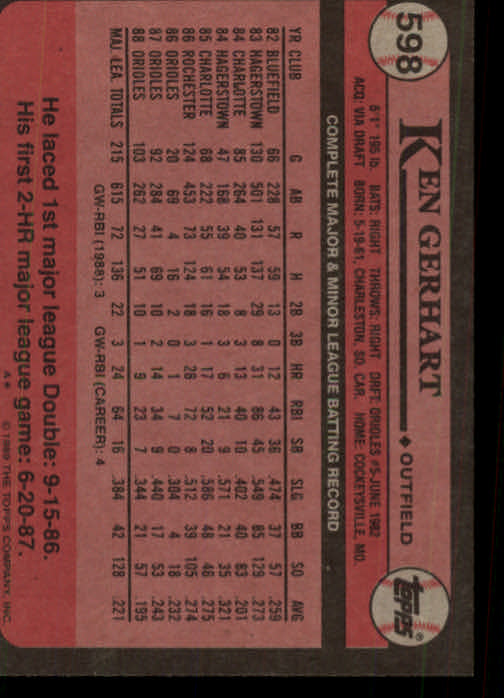 598
KEN GERHART ◆ OUTFIELD
TOPPS®
6'1" 195 lb. BATS: RIGHT THROWS: RIGHT DRFT: ORIOLES #5-JUNE 1982
ACQ: VIA DRAFT BORN: 5-19-61, CHARLESTON, SO. CAR. HOME: COCKEYSVILLE, MD.
COMPLETE MAJOR & MINOR LEAGUE BATTING RECORD
YR CLUB G AB R H 2B 3B HR RBI SB SLG BB SO AVG
82 BLUEFIELD 66 228 57 59 13 0 12 43 36 .474 37 57 .259
83 HAGERSTOWN 130 501 131 137 29 8 31 86 45 .549 85 129 .273
84 CHARLOTTE 85 264 40 53 8 3 13 40 10 .402 40 83 .201
84 HAGERSTOWN 47 168 39 54 18 3 6 21 9 .571 21 35 .321
85 CHARLOTTE 68 222 55 61 16 1 17 52 20 .586 48 46 .275
86 ROCHESTER 124 453 73 124 18 3 28 72 8 .512 39 105 .274
86 ORIOLES 20 69 4 16 2 0 1 7 0 .304 4 18 .232
87 ORIOLES 92 284 41 69 10 2 14 34 9 .440 17 53 .243
88 ORIOLES 103 262 27 51 10 1 9 23 7 .344 21 57 .195
MAJ. LEA. TOTALS 215 615 72 136 22 3 24 64 16 .384 42 128 .221
GW-RBI (1988): 3 GW-RBI (CAREER): 4
He laced 1st major league Double: 9-15-86.
His first 2-HR major league game: 6-20-87.
A* © 1989 THE TOPPS COMPANY, INC.